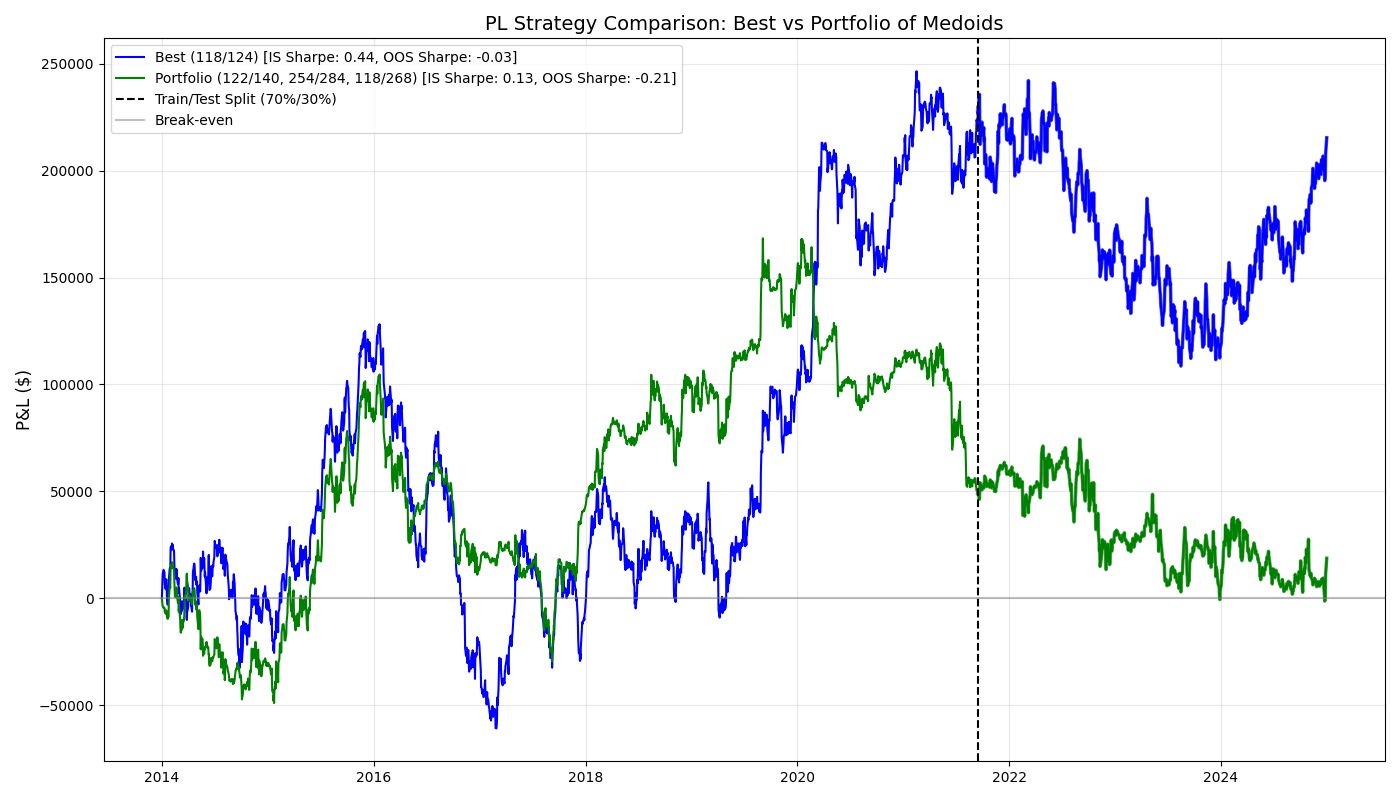 PL Strategy Comparison: Best vs Portfolio of Medoids
Best (118/124) [IS Sharpe: 0.44, OOS Sharpe: -0.03]
Portfolio (122/140, 254/284, 118/268) [IS Sharpe: 0.13, OOS Sharpe: -0.21]
Train/Test Split (70%/30%)
Break-even
P&L ($)
250000
200000
150000
100000
50000
0
−50000
2014 2016 2018 2020 2022 2024